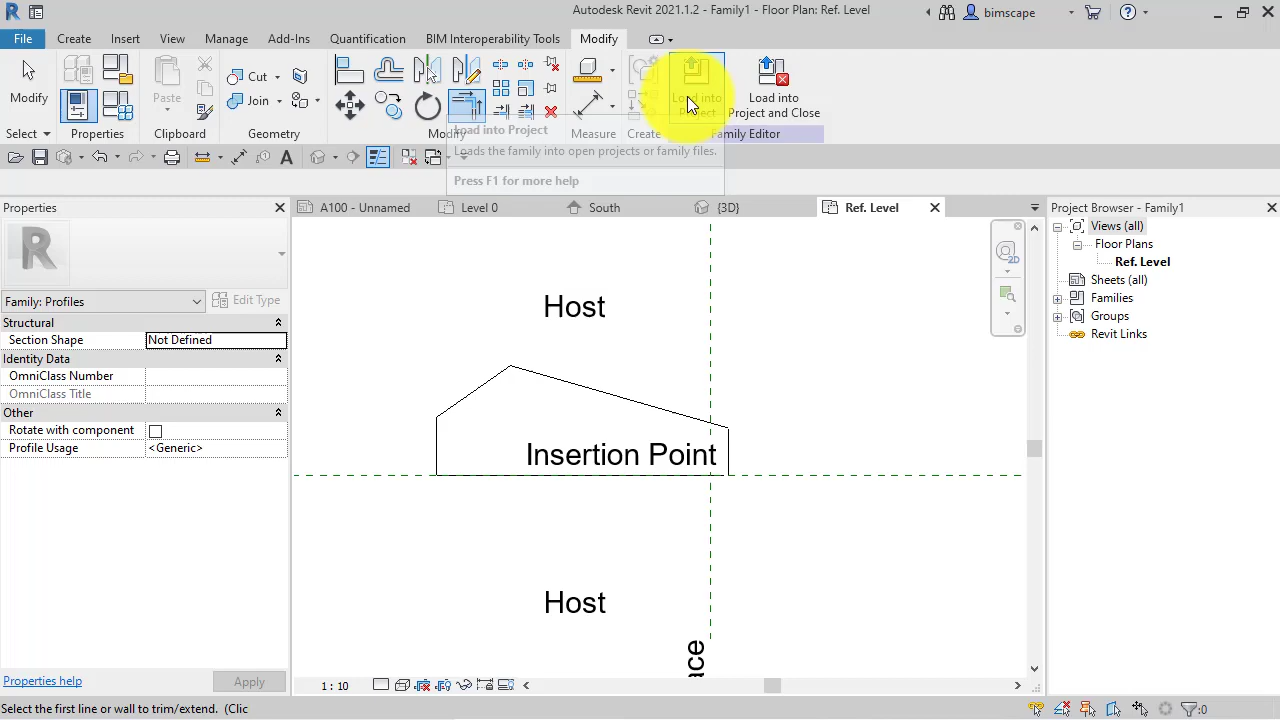 Autodesk Revit 2021.1.2 - Family1 - Floor Plan: Ref. Level
bimscape
File Create Insert View Manage Add-Ins Quantification BIM Interoperability Tools Modify
Modify
Paste
Cut
Join
Load into Project
Load into Project and Close
Select Properties Clipboard Geometry Modify Measure Create Family Editor
Load into Project
Loads the family into open projects or family files.
Press F1 for more help
Properties
A100 - Unnamed Level 0 South {3D} Ref. Level
Project Browser - Family1
Family: Profiles
Edit Type
Structural
Section Shape Not Defined
Identity Data
OmniClass Number
OmniClass Title
Other
Rotate with component
Profile Usage <Generic>
Properties help
Apply
Host
Insertion Point
Host
2D
Views (all)
Floor Plans
Ref. Level
Sheets (all)
Families
Groups
Revit Links
1 : 10
Select the first line or wall to trim/extend. (Clic
:0